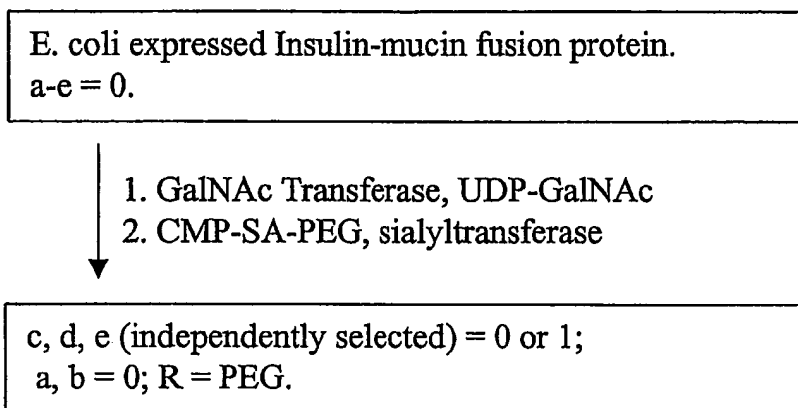 E. coli expressed Insulin-mucin fusion protein.
a-e = 0.
1. GalNAc Transferase, UDP-GalNAc
2. CMP-SA-PEG, sialyltransferase
c, d, e (independently selected) = 0 or 1;
a, b = 0; R = PEG.